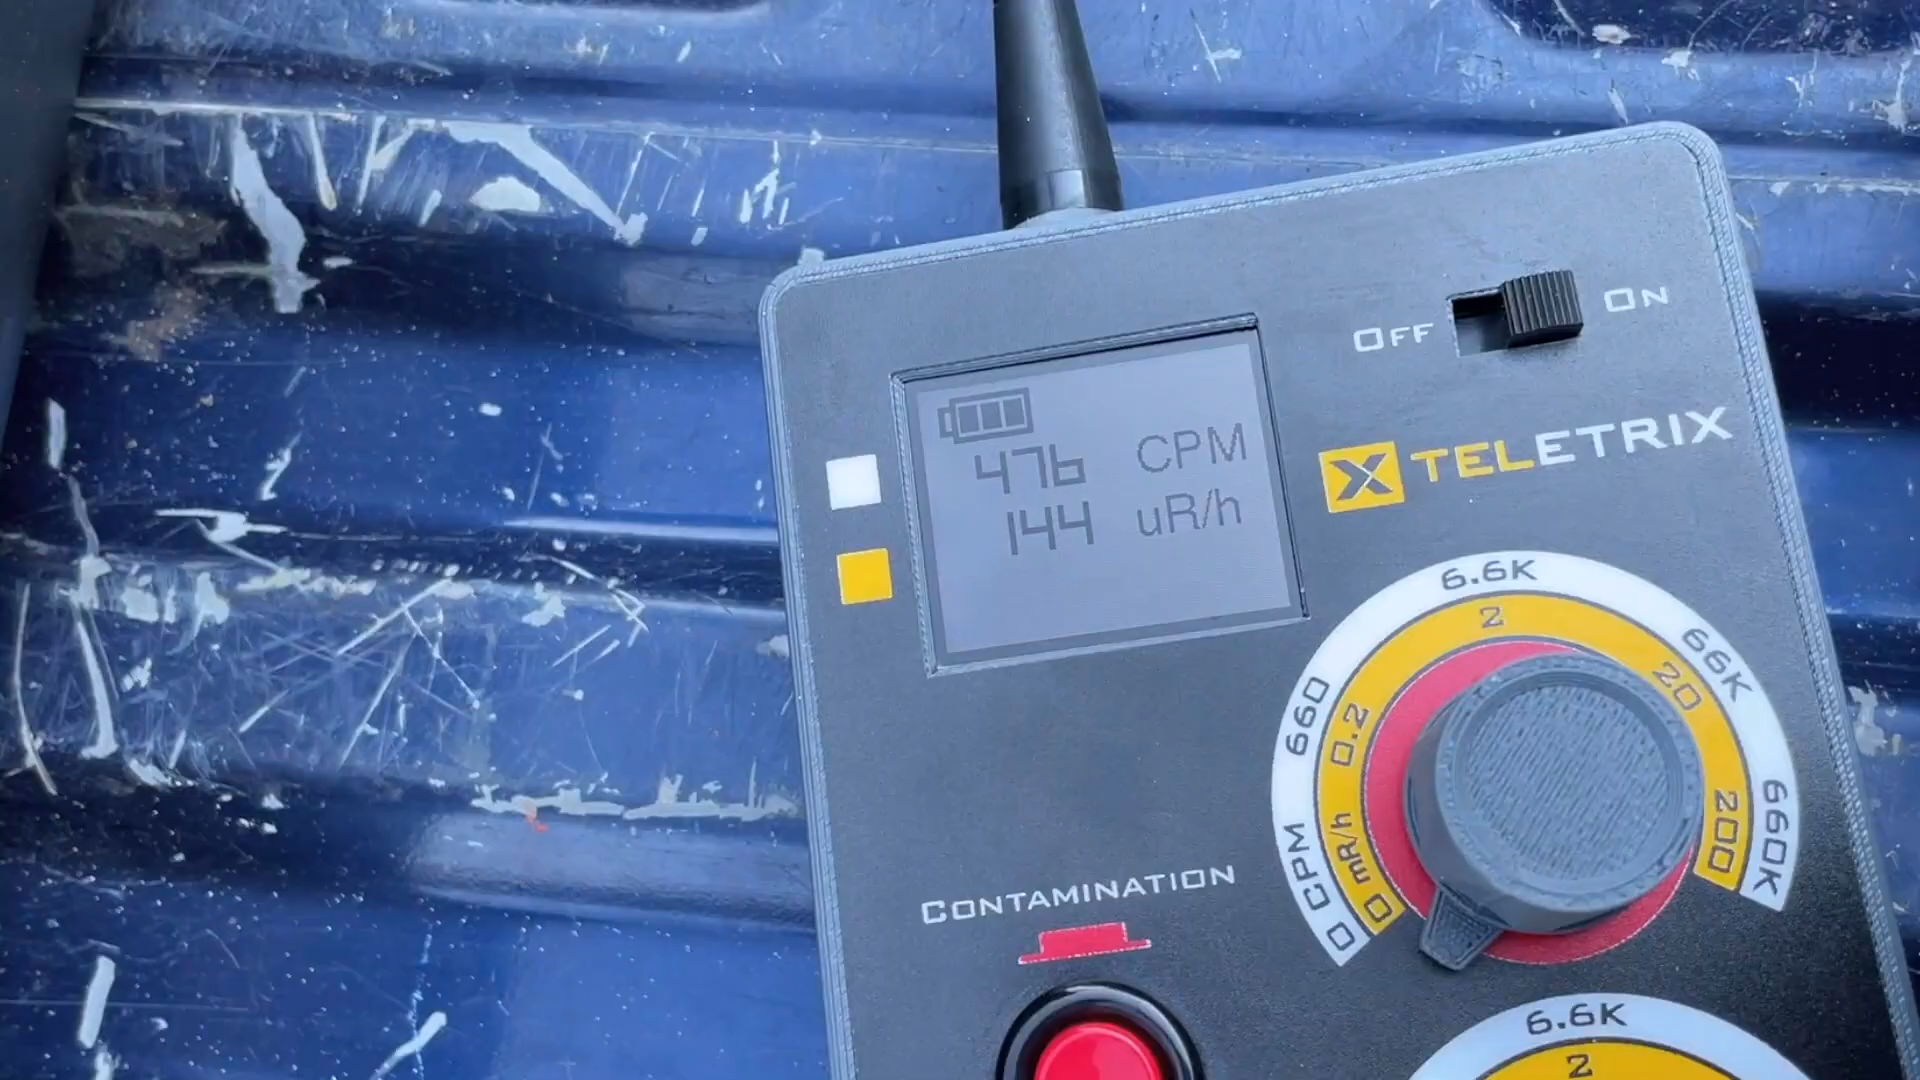 OFF ON
476 CPM
144 uR/h
X TELETRIX
0 CPM 660 6.6K 66K 660K
0 mR/h 0.2 2 20 200
CONTAMINATION
6.6K
2